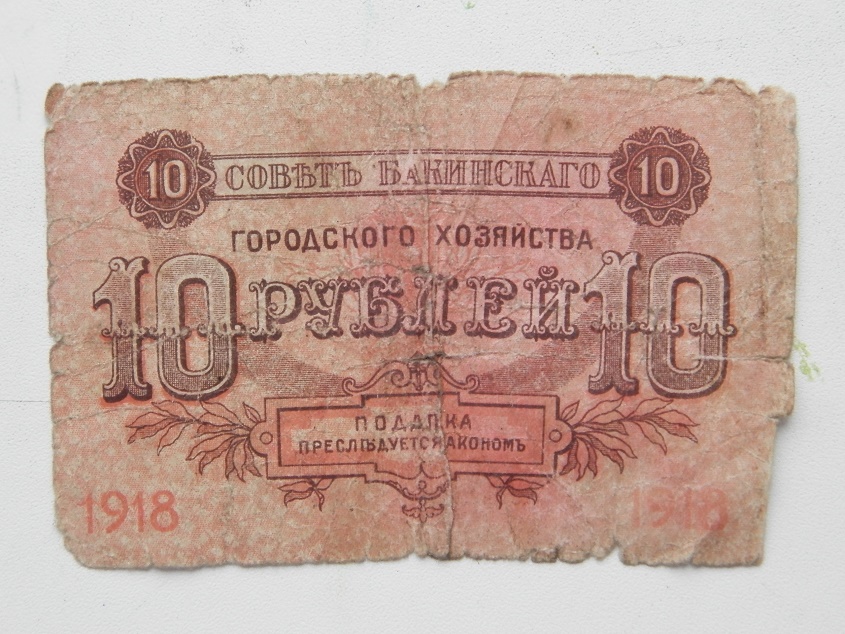 10 СОВѢТЪ БАКИНСКАГО 10
ГОРОДСКОГО ХОЗЯЙСТВА
10 РУБЛЕЙ 10
ПОДДѢЛКА
ПРЕСЛѢДУЕТСЯ ЗАКОНОМЪ
1918 1918